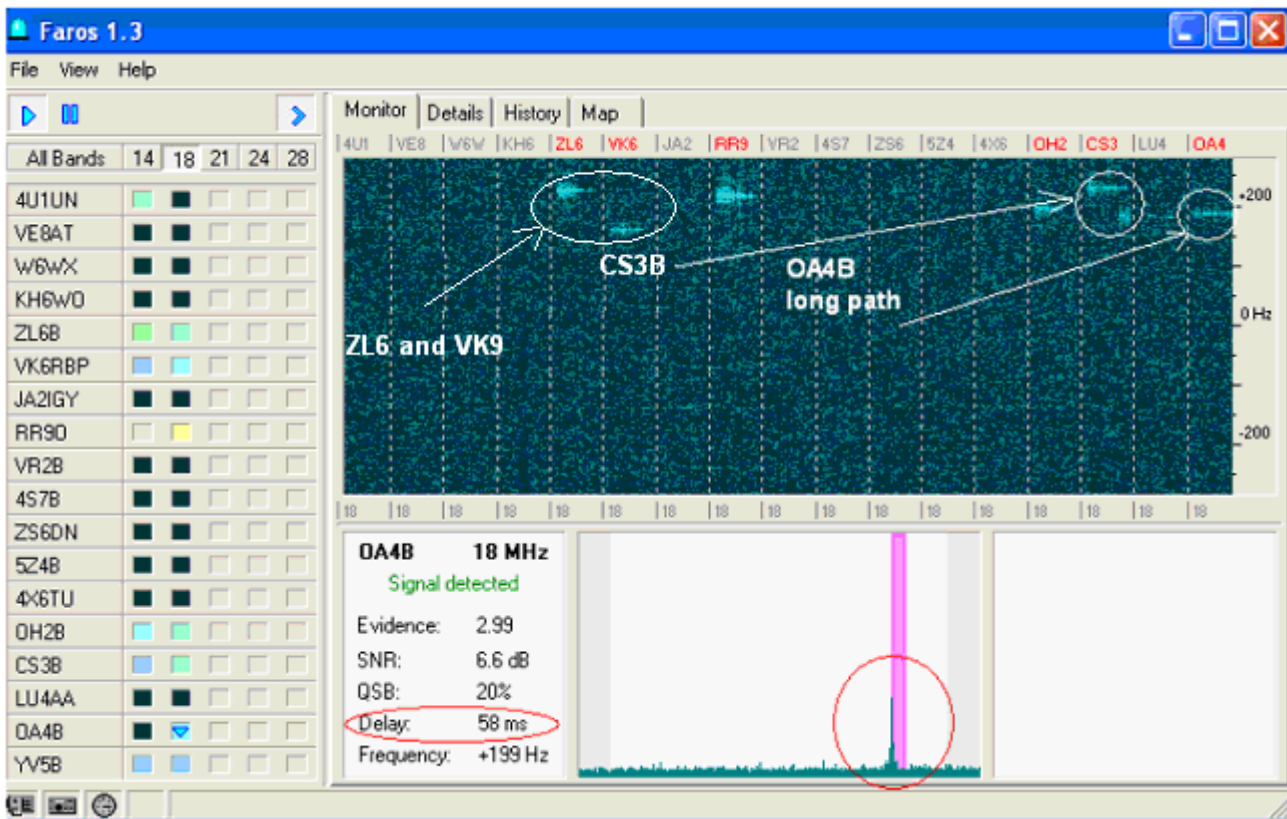 Faros 1.3
File View Help
Monitor Details History Map
4U1 VE8 W6W KH6 ZL6 VK6 JA2 RR9 VR2 4S7 ZS6 5Z4 4X6 OH2 CS3 LU4 OA4
All Bands 14 18 21 24 28
4U1UN
VE8AT
W6WX
KH6WO
ZL6B
VK6RBP
JA2IGY
RR9O
VR2B
4S7B
ZS6DN
5Z4B
4X6TU
OH2B
CS3B
LU4AA
OA4B
YV5B
+200
0 Hz
-200
CS3B
OA4B
long path
ZL6 and VK9
18 18 18 18 18 18 18 18 18 18 18 18 18 18 18 18 18
OA4B 18 MHz
Signal detected
Evidence: 2.99
SNR: 6.6 dB
QSB: 20%
Delay: 58 ms
Frequency: +199 Hz